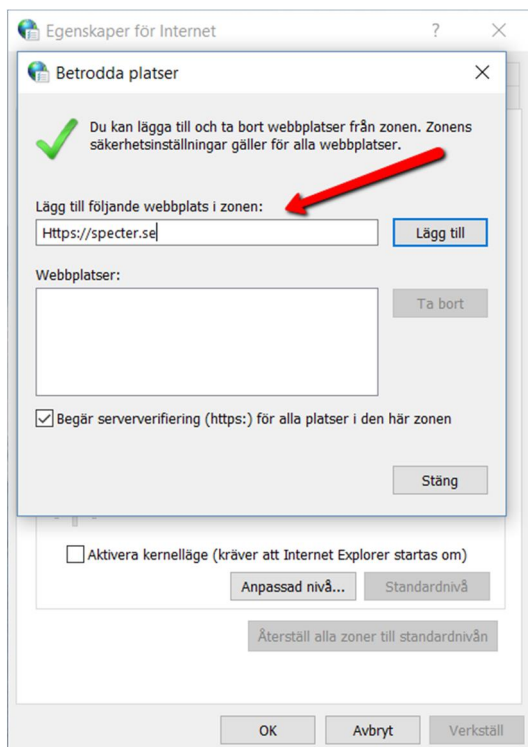 Egenskaper för Internet
Betrodda platser
Du kan lägga till och ta bort webbplatser från zonen. Zonens
säkerhetsinställningar gäller för alla webbplatser.
Lägg till följande webbplats i zonen:
Https://specter.se
Lägg till
Webbplatser:
Ta bort
Begär serververifiering (https:) för alla platser i den här zonen
Stäng
Aktivera kernelläge (kräver att Internet Explorer startas om)
Anpassad nivå...
Standardnivå
Återställ alla zoner till standardnivån
OK
Avbryt
Verkställ